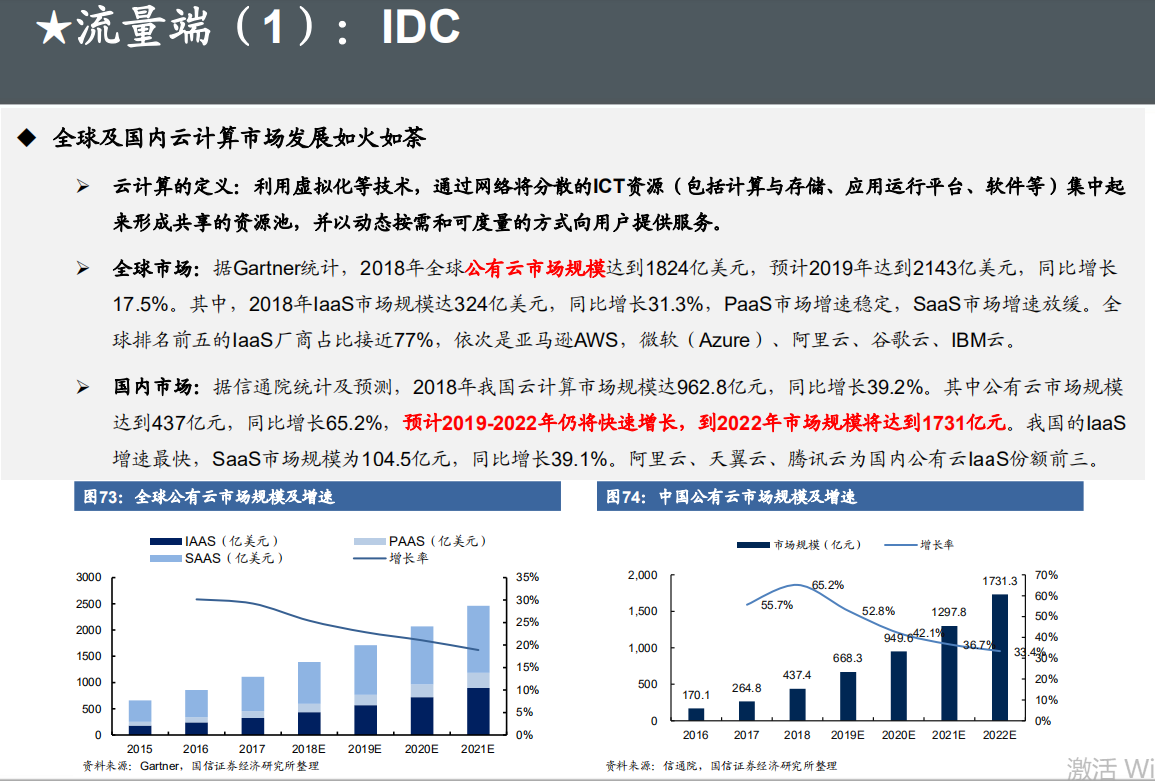 ★流量端（1）：IDC
◆ 全球及国内云计算市场发展如火如荼
➢ 云计算的定义：利用虚拟化等技术，通过网络将分散的ICT资源（包括计算与存储、应用运行平台、软件等）集中起
来形成共享的资源池，并以动态按需和可度量的方式向用户提供服务。
➢ 全球市场：据Gartner统计，2018年全球公有云市场规模达到1824亿美元，预计2019年达到2143亿美元，同比增长
17.5%。其中，2018年IaaS市场规模达324亿美元，同比增长31.3%，PaaS市场增速稳定，SaaS市场增速放缓。全
球排名前五的IaaS厂商占比接近77%，依次是亚马逊AWS，微软（Azure）、阿里云、谷歌云、IBM云。
➢ 国内市场：据信通院统计及预测，2018年我国云计算市场规模达962.8亿元，同比增长39.2%。其中公有云市场规模
达到437亿元，同比增长65.2%，预计2019-2022年仍将快速增长，到2022年市场规模将达到1731亿元。我国的IaaS
增速最快，SaaS市场规模为104.5亿元，同比增长39.1%。阿里云、天翼云、腾讯云为国内公有云IaaS份额前三。
图73：全球公有云市场规模及增速
IAAS（亿美元）
PAAS（亿美元）
SAAS（亿美元）
增长率
3000
2500
2000
1500
1000
500
0
35%
30%
25%
20%
15%
10%
5%
0%
2015
2016
2017
2018E
2019E
2020E
2021E
资料来源：Gartner，国信证券经济研究所整理
图74：中国公有云市场规模及增速
市场规模（亿元）
增长率
2,000
1,500
1,000
500
0
170.1
264.8
437.4
668.3
949.6
1297.8
1731.3
55.7%
65.2%
52.8%
42.1%
36.7%
33.4%
70%
60%
50%
40%
30%
20%
10%
0%
2016
2017
2018
2019E
2020E
2021E
2022E
资料来源：信通院，国信证券经济研究所整理
激活 Wi